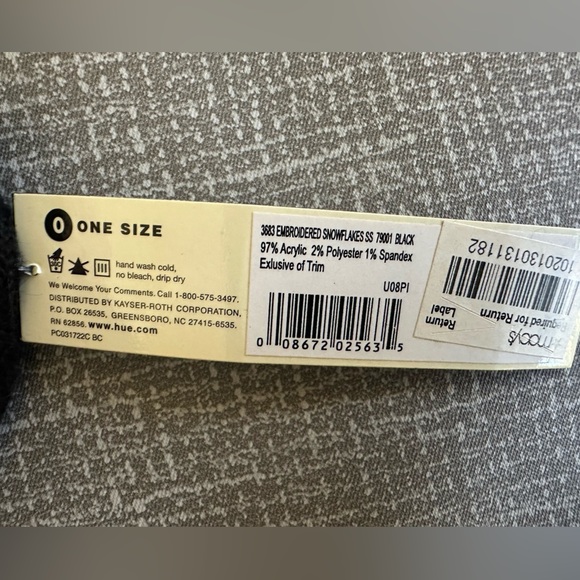 0 ONE SIZE
hand wash cold,
no bleach, drip dry
We Welcome Your Comments. Call 1-800-575-3497.
DISTRIBUTED BY KAYSER-ROTH CORPORATION,
P.O. BOX 26535, GREENSBORO, NC 27415-6535.
RN 62856. www.hue.com
PC031722C BC
3683 EMBROIDERED SNOWFLAKES SS 79001 BLACK
97% Acrylic 2% Polyester 1% Spandex
Exlusive of Trim
U08PI
0 08672 02563 5
macy's
Return
Label
Required for Return
1020130131182